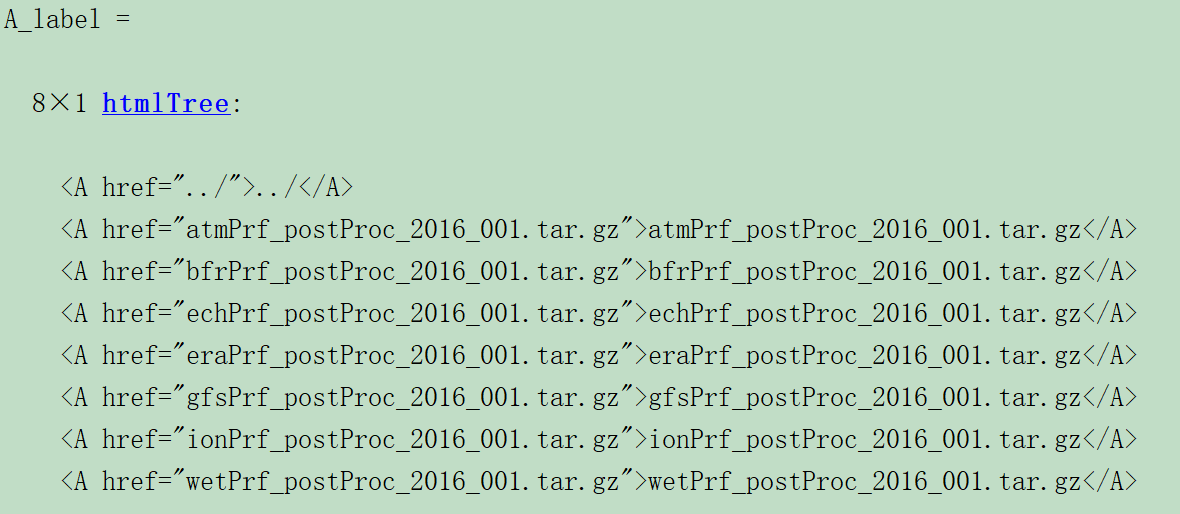 A_label =
8×1 htmlTree:
<A href="../">../</A>
<A href="atmPrf_postProc_2016_001.tar.gz">atmPrf_postProc_2016_001.tar.gz</A>
<A href="bfrPrf_postProc_2016_001.tar.gz">bfrPrf_postProc_2016_001.tar.gz</A>
<A href="echPrf_postProc_2016_001.tar.gz">echPrf_postProc_2016_001.tar.gz</A>
<A href="eraPrf_postProc_2016_001.tar.gz">eraPrf_postProc_2016_001.tar.gz</A>
<A href="gfsPrf_postProc_2016_001.tar.gz">gfsPrf_postProc_2016_001.tar.gz</A>
<A href="ionPrf_postProc_2016_001.tar.gz">ionPrf_postProc_2016_001.tar.gz</A>
<A href="wetPrf_postProc_2016_001.tar.gz">wetPrf_postProc_2016_001.tar.gz</A>